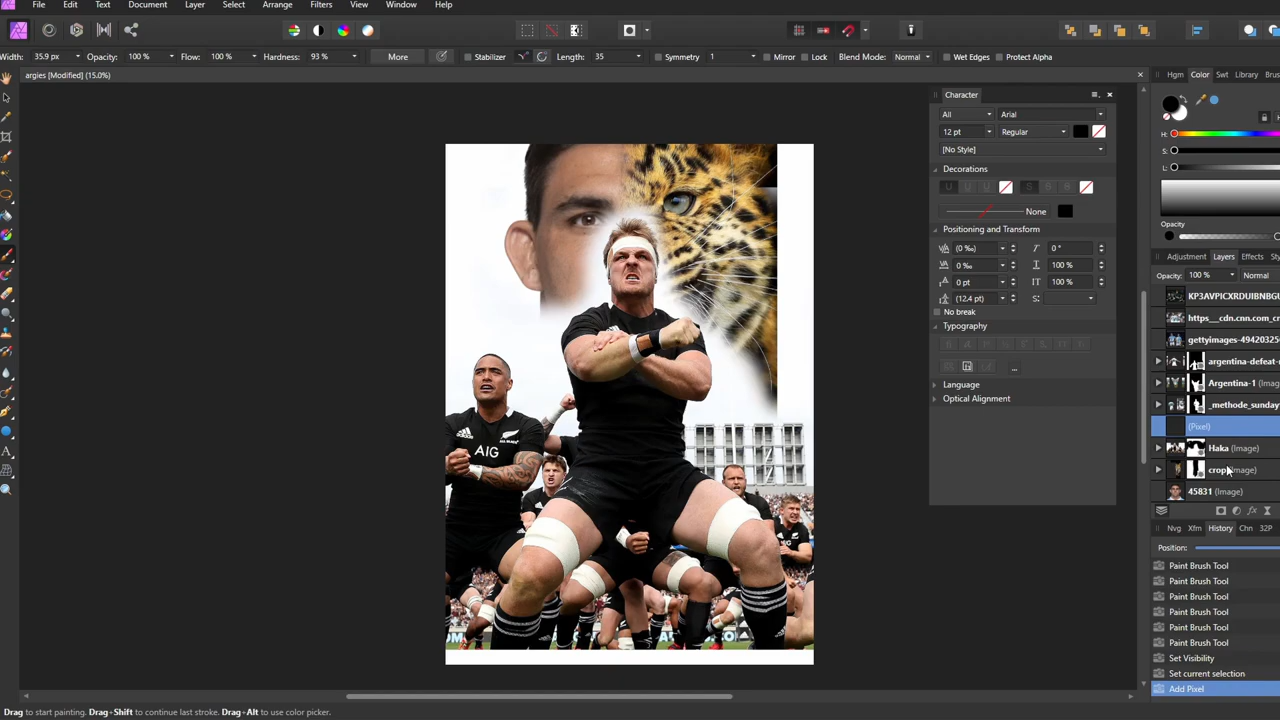 File Edit Text Document Layer Select Arrange Filters View Window Help
Width: 35.9 px Opacity: 100 % Flow: 100 % Hardness: 93 % More Stabilizer Length: 35 Symmetry 1 Mirror Lock Blend Mode: Normal Wet Edges Protect Alpha
argies [Modified] (15.0%)
Hgm Color Swt Library Brus
Character
All Arial
12 pt Regular
[No Style]
Decorations
None
Positioning and Transform
(0 ‰) 0 °
0 ‰ 100 %
0 pt 100 %
(12.4 pt)
No break
Typography
...
Language
Optical Alignment
H:
S:
L:
Opacity
Adjustment Layers Effects Sty
Opacity: 100 % Normal
KP3AVPICXRDUIBNBGU
https__cdn.cnn.com_cr
gettyimages-494203250
argentina-defeat-
Argentina-1 (Imag
_methode_sunday
(Pixel)
Haka (Image)
crop (Image)
45831 (Image)
Nvg Xfm History Chn 32P
Position:
Paint Brush Tool
Paint Brush Tool
Paint Brush Tool
Paint Brush Tool
Paint Brush Tool
Paint Brush Tool
Set Visibility
Set current selection
Add Pixel
adidas
AIG
Drag to start painting. Drag+Shift to continue last stroke. Drag+Alt to use color picker.